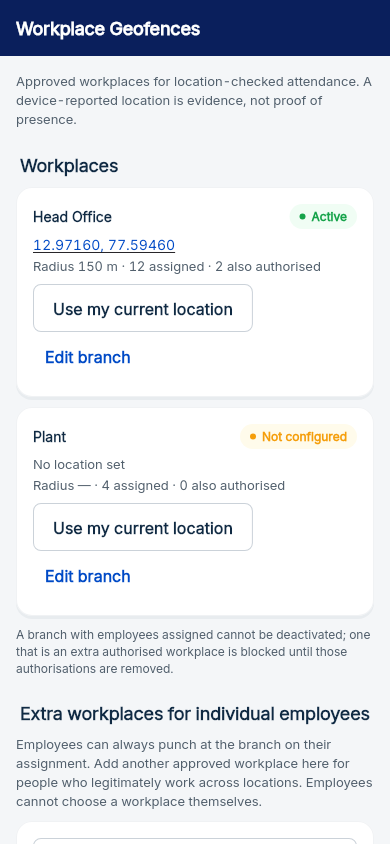 Workplace Geofences
Approved workplaces for location-checked attendance. A
device-reported location is evidence, not proof of
presence.
Workplaces
Head Office
● Active
12.97160, 77.59460
Radius 150 m · 12 assigned · 2 also authorised
Use my current location
Edit branch
Plant
● Not configured
No location set
Radius — · 4 assigned · 0 also authorised
Use my current location
Edit branch
A branch with employees assigned cannot be deactivated; one
that is an extra authorised workplace is blocked until those
authorisations are removed.
Extra workplaces for individual employees
Employees can always punch at the branch on their
assignment. Add another approved workplace here for
people who legitimately work across locations. Employees
cannot choose a workplace themselves.